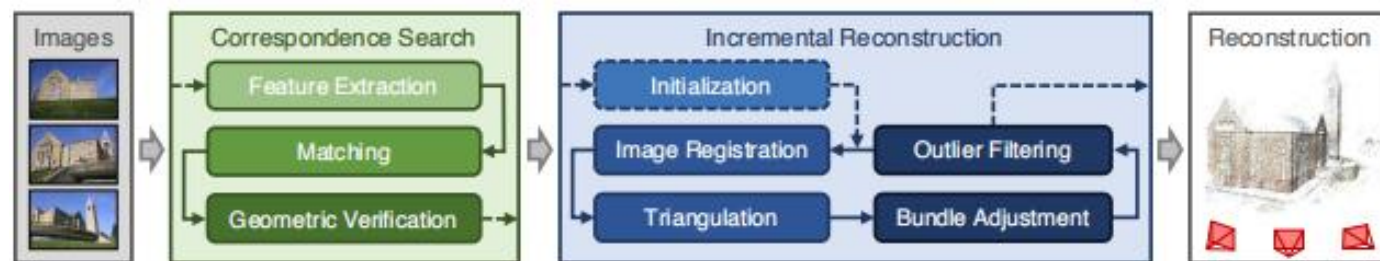 Images
Correspondence Search
Feature Extraction
Matching
Geometric Verification
Incremental Reconstruction
Initialization
Image Registration
Outlier Filtering
Triangulation
Bundle Adjustment
Reconstruction